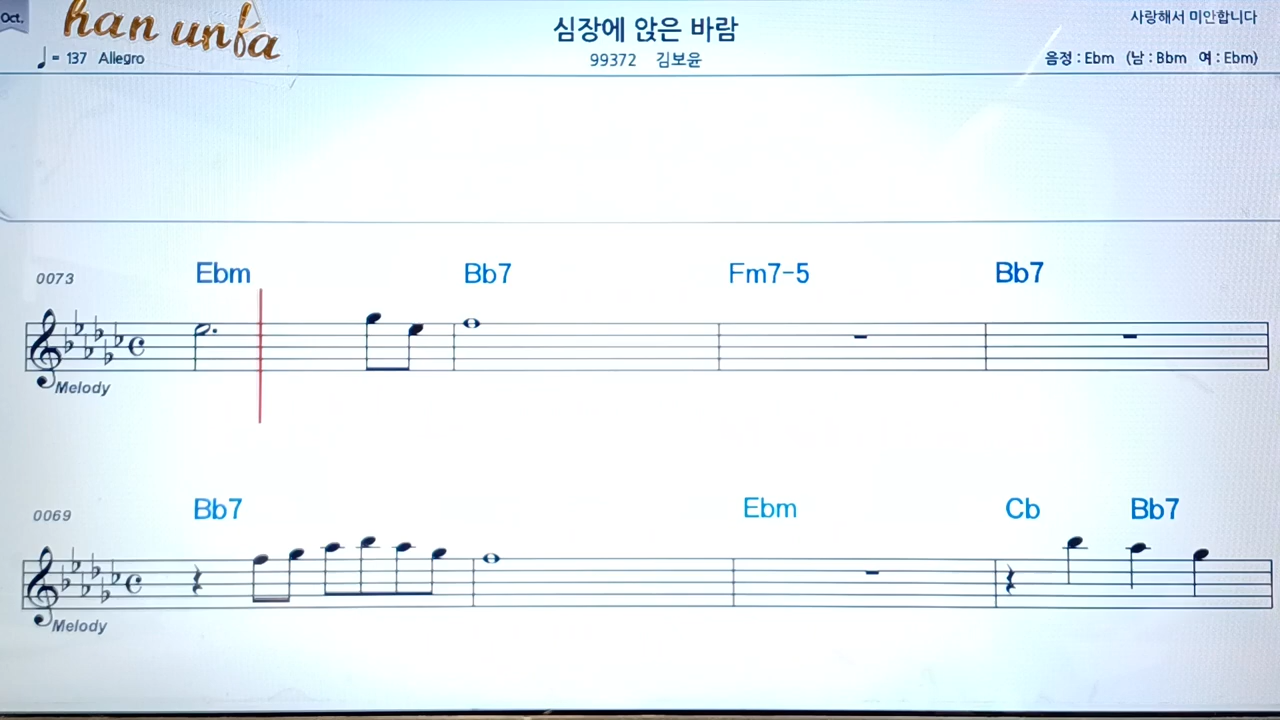 Oct.
han unfa
심장에 앉은 바람
사랑해서 미안합니다
♩= 137 Allegro
99372 김보윤
음정 : Ebm (남 : Bbm 여 : Ebm)
0073 Ebm Bb7 Fm7-5 Bb7
Melody
0069 Bb7 Ebm Cb Bb7
Melody